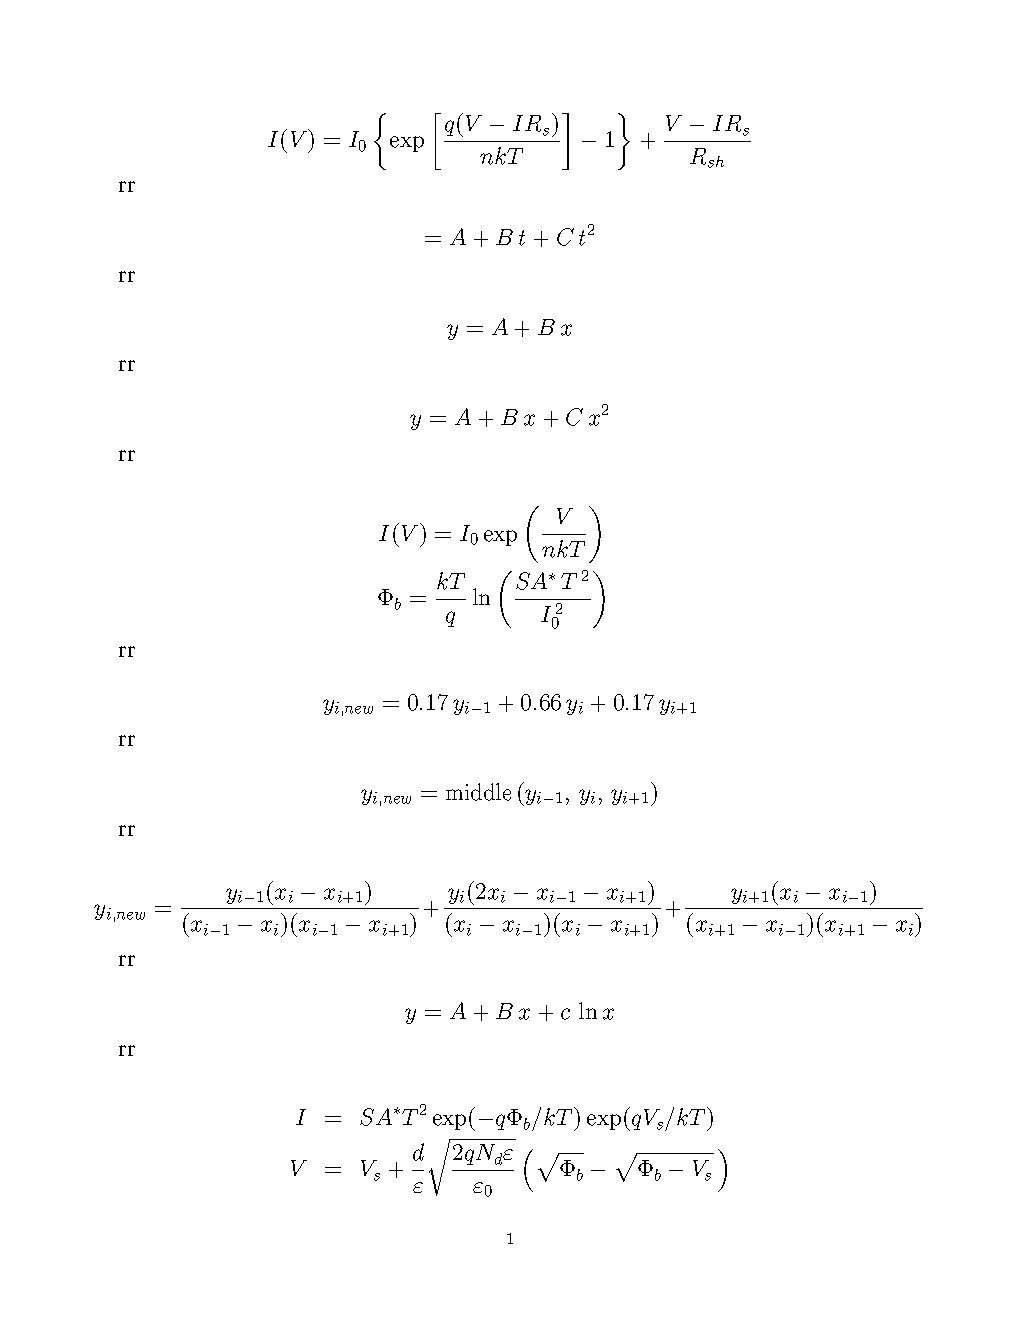 I(V) = I_0 \left\{ \exp \left[ \frac{q(V - IR_s)}{nkT} \right] - 1 \right\} + \frac{V - IR_s}{R_{sh}}
rr
= A + B t + C t^2
rr
y = A + B x
rr
y = A + B x + C x^2
rr
I(V) = I_0 \exp \left( \frac{V}{nkT} \right)
\Phi_b = \frac{kT}{q} \ln \left( \frac{SA^* T^2}{I_0^2} \right)
rr
y_{i,new} = 0.17 y_{i-1} + 0.66 y_i + 0.17 y_{i+1}
rr
y_{i,new} = middle (y_{i-1}, y_i, y_{i+1})
rr
y_{i,new} = \frac{y_{i-1}(x_i - x_{i+1})}{(x_{i-1} - x_i)(x_{i-1} - x_{i+1})} + \frac{y_i(2x_i - x_{i-1} - x_{i+1})}{(x_i - x_{i-1})(x_i - x_{i+1})} + \frac{y_{i+1}(x_i - x_{i-1})}{(x_{i+1} - x_{i-1})(x_{i+1} - x_i)}
rr
y = A + B x + c \ln x
rr
I = SA^*T^2 \exp(-q\Phi_b/kT) \exp(qV_s/kT)
V = V_s + \frac{d}{\varepsilon} \sqrt{\frac{2qN_d\varepsilon}{\varepsilon_0}} \left( \sqrt{\Phi_b} - \sqrt{\Phi_b - V_s} \right)
1